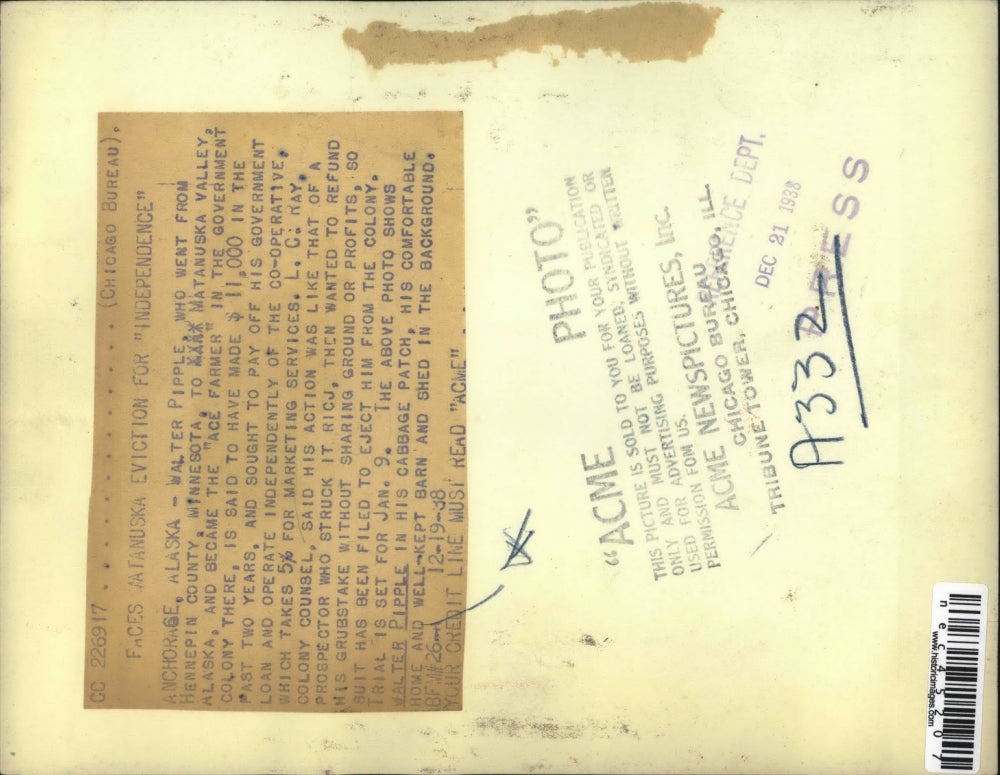 CC 226917 . . . . . . . . . . . . . . . . (CHICAGO BUREAU).
FACES MATANUSKA EVICTION FOR "INDEPENDENCE"
ANCHORAGE, ALASKA - WALTER PIPPLE, WHO WENT FROM
HENNEPIN COUNTY, MINNESOTA, TO MATANUSKA VALLEY,
ALASKA, AND BECAME THE "ACE FARMER" IN THE GOVERNMENT
COLONY THERE, IS SAID TO HAVE MADE $ 11,000 IN THE
PAST TWO YEARS, AND SOUGHT TO PAY OFF HIS GOVERNMENT
LOAN AND OPERATE INDEPENDENTLY OF THE CO-OPERATIVE,
WHICH TAKES 5% FOR MARKETING SERVICES. L. C. HAY,
COLONY COUNSEL, SAID HIS ACTION WAS LIKE THAT OF A
PROSPECTOR WHO STRUCK IT RICJ, THEN WANTED TO REFUND
HIS GRUBSTAKE WITHOUT SHARING GROUND OR PROFITS, SO
SUIT HAS BEEN FILED TO EJECT HIM FROM THE COLONY.
TRIAL IS SET FOR JAN. 9. THE ABOVE PHOTO SHOWS
WALTER PIPPLE IN HIS CABBAGE PATCH, HIS COMFORTABLE
HOME AND WELL-KEPT BARN AND SHED IN THE BACKGROUND.
12-19-38
YOUR CREDIT LINE MUST READ "ACME"
"ACME PHOTO"
THIS PICTURE IS SOLD TO YOU FOR YOUR PUBLICATION
ONLY AND MUST NOT BE LOANED, SYNDICATED OR
USED FOR ADVERTISING PURPOSES WITHOUT WRITTEN
PERMISSION FOM US.
ACME NEWSPICTURES, Inc.
CHICAGO BUREAU
TRIBUNE TOWER, CHICAGO, ILL
DEPT.
DEC 21 1938
PRESS
A332
nec45207
www.historicimages.com